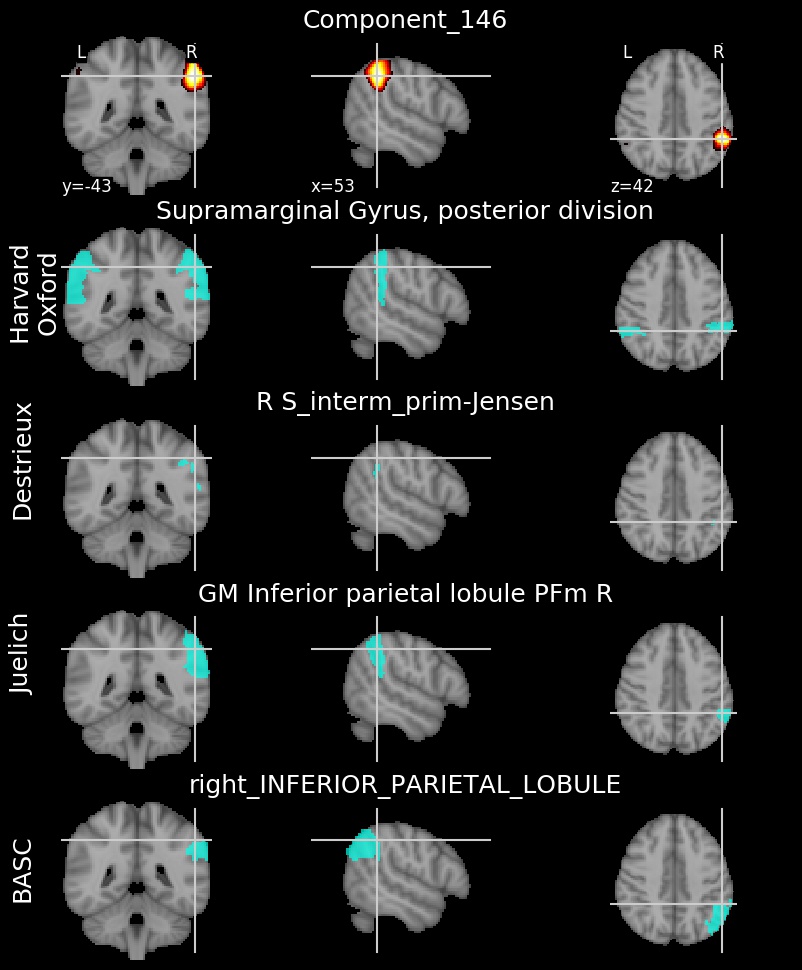 Component_146
L R
L R
y=-43
x=53
z=42
Supramarginal Gyrus, posterior division
Harvard
Oxford
R S_interm_prim-Jensen
Destrieux
GM Inferior parietal lobule PFm R
Juelich
right_INFERIOR_PARIETAL_LOBULE
BASC